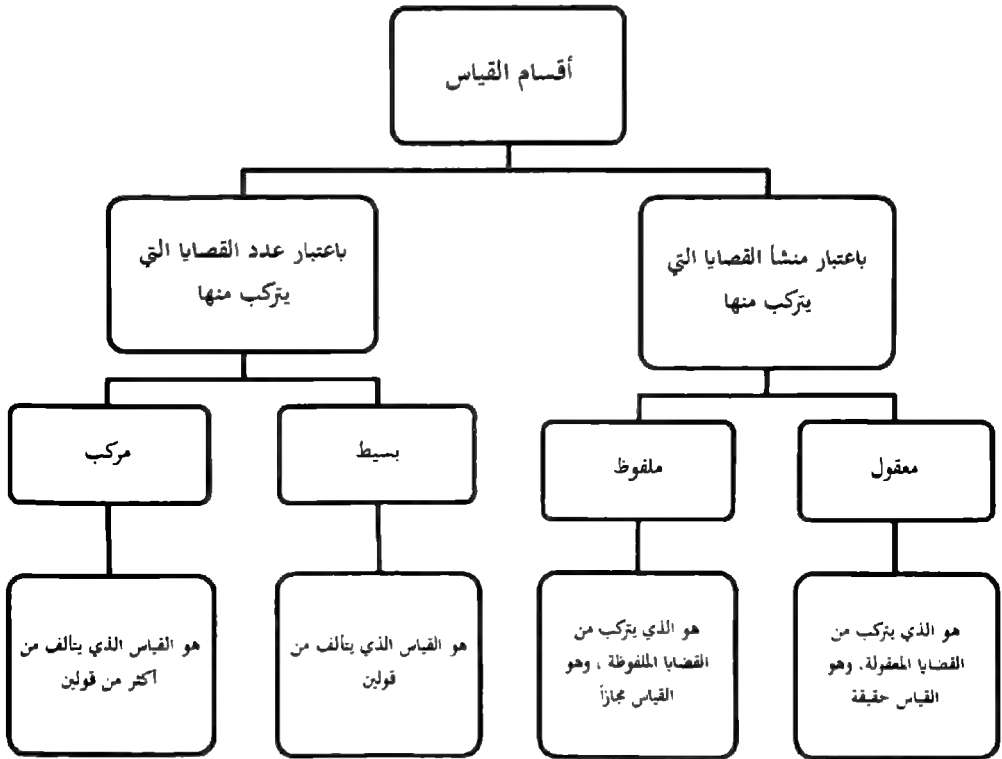 أقسام القياس
باعتبار منشأ القضايا التي
يتركب منها
باعتبار عدد القضايا التي
يتركب منها
معقول
ملفوظ
بسيط
مركب
هو الذي يتركب من
القضايا المعقولة، وهو
القياس حقيقة
هو الذي يتركب من
القضايا الملفوظة ، وهو
القياس مجازاً
هو القياس الذي يتألف من
قولين
هو القياس الذي يتألف من
أكثر من قولين